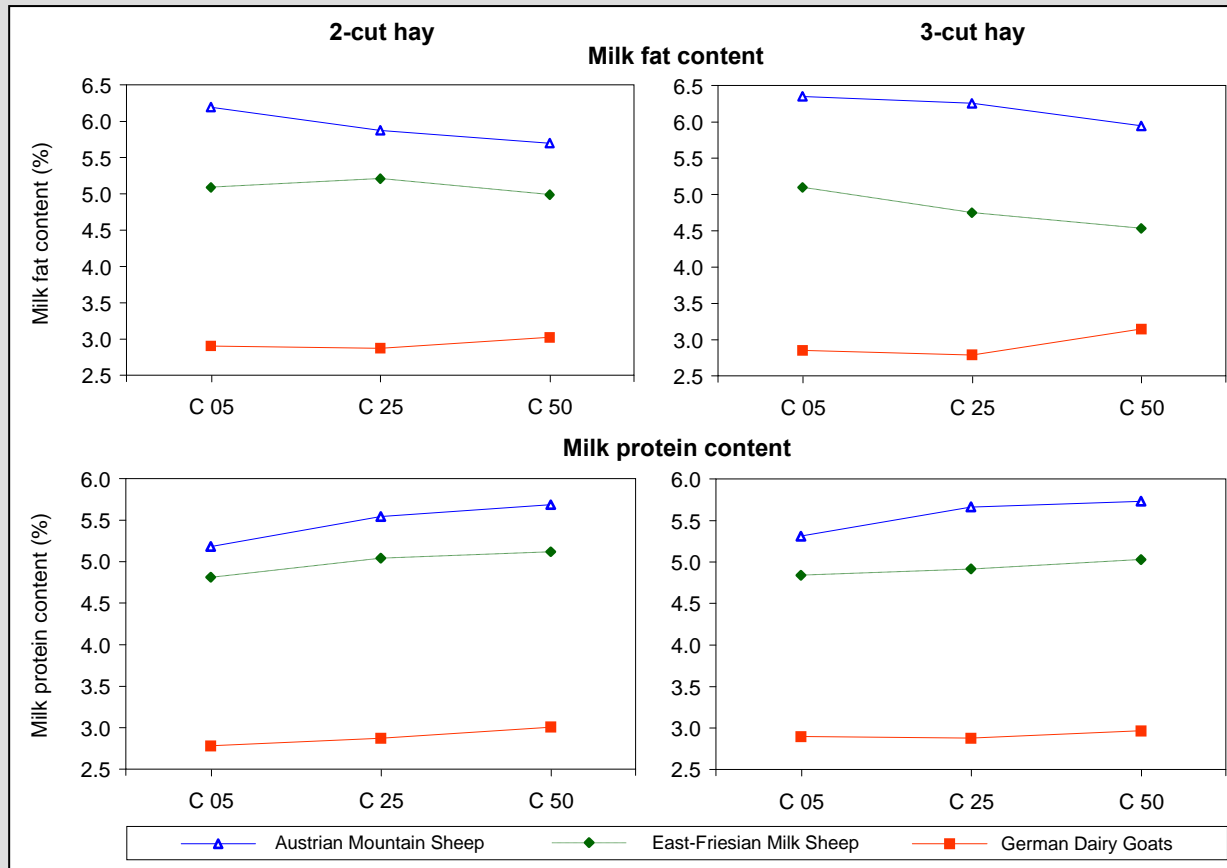 2-cut hay 3-cut hay
Milk fat content
Milk fat content (%)
6.5 6.5
6.0 6.0
5.5 5.5
5.0 5.0
4.5 4.5
4.0 4.0
3.5 3.5
3.0 3.0
2.5 2.5
C 05 C 25 C 50 C 05 C 25 C 50
Milk protein content
Milk protein content (%)
6.0 6.0
5.5 5.5
5.0 5.0
4.5 4.5
4.0 4.0
3.5 3.5
3.0 3.0
2.5 2.5
C 05 C 25 C 50 C 05 C 25 C 50
Austrian Mountain Sheep East-Friesian Milk Sheep German Dairy Goats